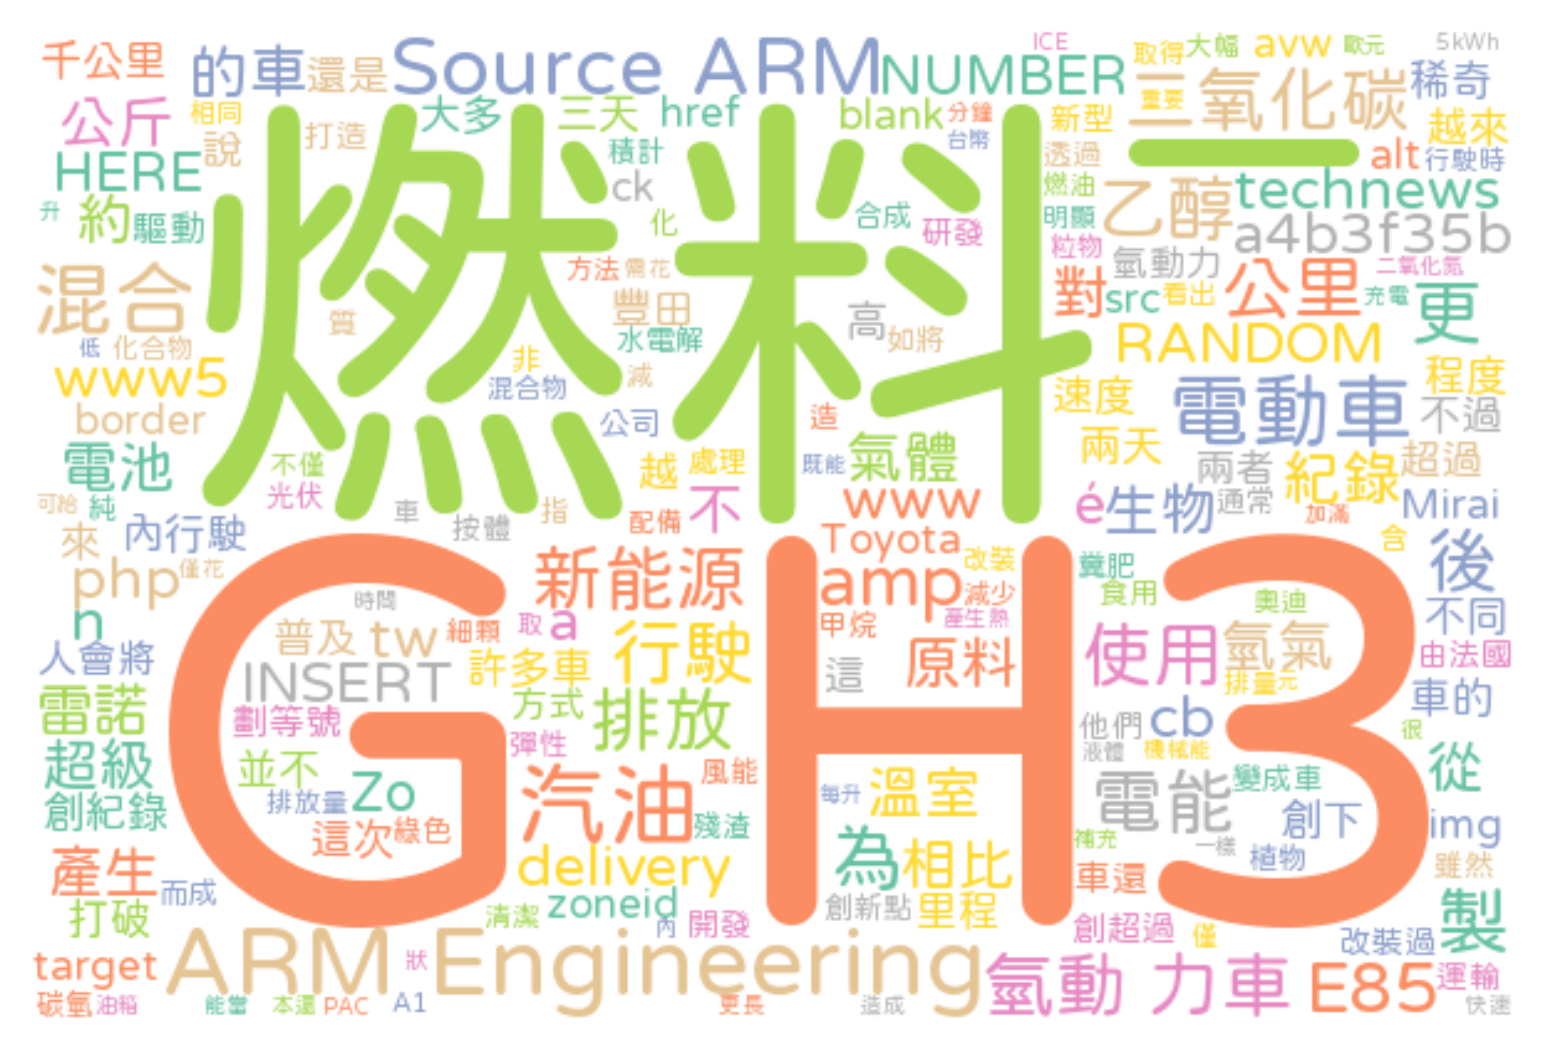 千公里 的車 還是 Source ARM NUMBER ICE 取得 大幅 avw 歐元 5kWh
公斤 相同 打造 大多 三天 href blank 分鐘 新型 重要 二氧化碳 稀奇
HERE 說 積計 ck 台幣 透過 越來
升 約 驅動 化 合成 研發 燃油 明顯 乙醇 alt 行駛時
燃料 一 technews
a4b3f35b
混合 方法 需花 豐田 高 粒物 氫動力 二氧化氮
質 水電解 如將 對 src 看出 公里 充電 更
低 化合物 非 混合物 減 RANDOM
www5 公司 造 速度 電動車 程度
border 不過
電池 不僅 越 處理 既能 氣體 兩天 兩者 紀錄 超過
可給 純 光伏 車 按體 指 配備 不 www é 生物 通常 加滿 Mirai
來 內行駛 Toyota 改裝 含 後
php 僅花 新能源 amp 減少 糞肥 食用 奧迪 不同
n 時間 普及 tw 細顆 取 a 甲烷 產生熱
GH3
人會將 INSERT 許多車 行駛 這 原料 使用 氫氣 由法國
雷諾 劃等號 方式 排放 排量 元 車的
超級 並不 彈性 他們 cb 很
創紀錄 排放量 Zo 汽油 風能 每升 溫室 液體 機械能 電能 變成車 從
這次 綠色 殘渣 創下 img
產生 而成 delivery 為 相比 補充 一樣 植物 雖然
打破 清潔 zoneid 內 開發 創新點 里程 車還 製
創超過 僅 改裝過
target ARM Engineering 狀 氫動力車 E85 運輸
碳氫 油箱 能當 本還 PAC A1 更長 造成 快速